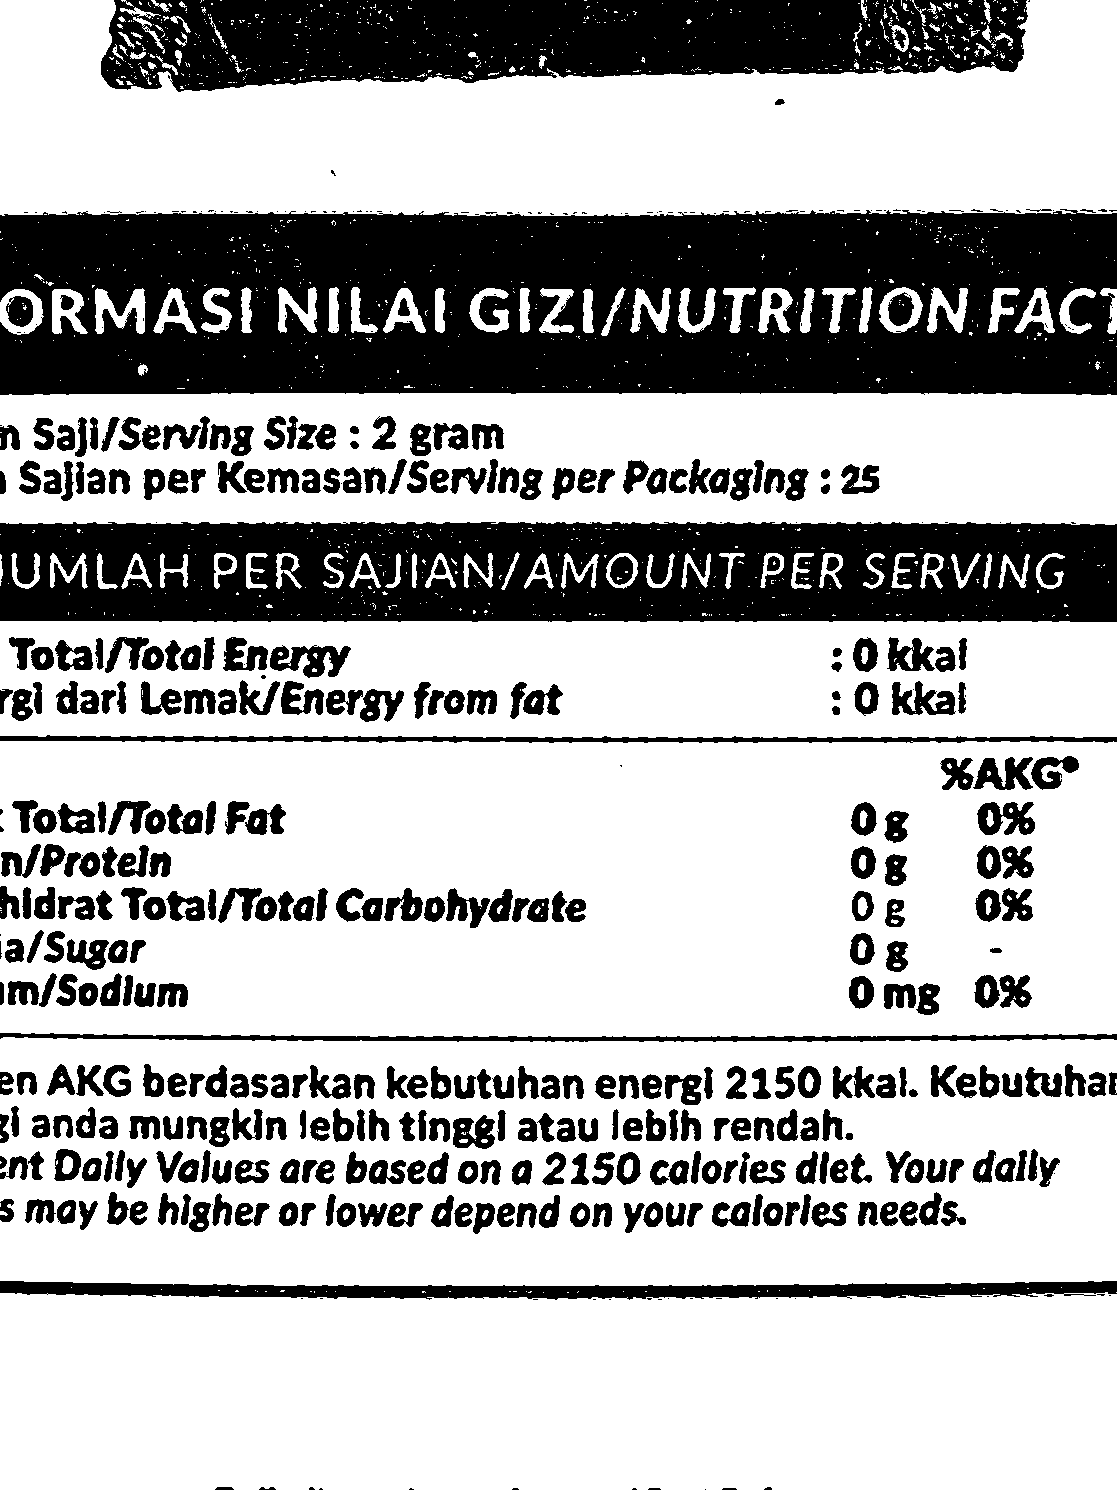 ORMASI NILAI GIZI/NUTRITION FACT
n Saji/Serving Size : 2 gram
Sajian per Kemasan/Serving per Packaging : 25
JUMLAH PER SAJIAN/AMOUNT PER SERVING
Total/Total Energy : 0 kkal
rgi dari Lemak/Energy from fat : 0 kkal
%AKG*
Total/Total Fat 0 g 0%
n/Protein 0 g 0%
hidrat Total/Total Carbohydrate 0 g 0%
la/Sugar 0 g -
um/Sodium 0 mg 0%
en AKG berdasarkan kebutuhan energi 2150 kkal. Kebutuhan
gi anda mungkin lebih tinggi atau lebih rendah.
ent Daily Values are based on a 2150 calories diet. Your daily
s may be higher or lower depend on your calories needs.